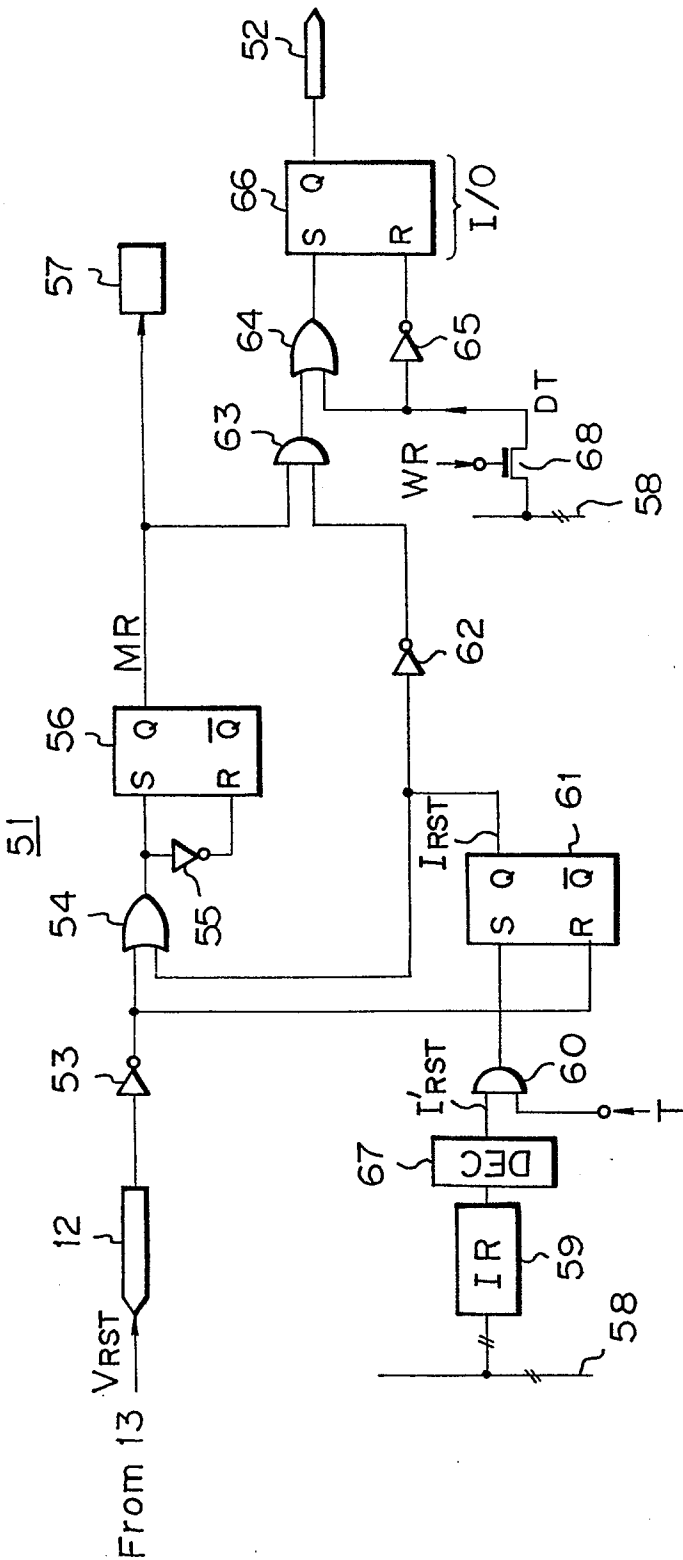 51
From 13
VRST
12
53
54
55
56
S Q
R Q̅
MR
57
58
59
IR
67
DEC
I'RST
60
T
61
S Q
R Q̅
IRST
62
63
64
65
66
S Q
R
I/O
52
WR
DT
68
58